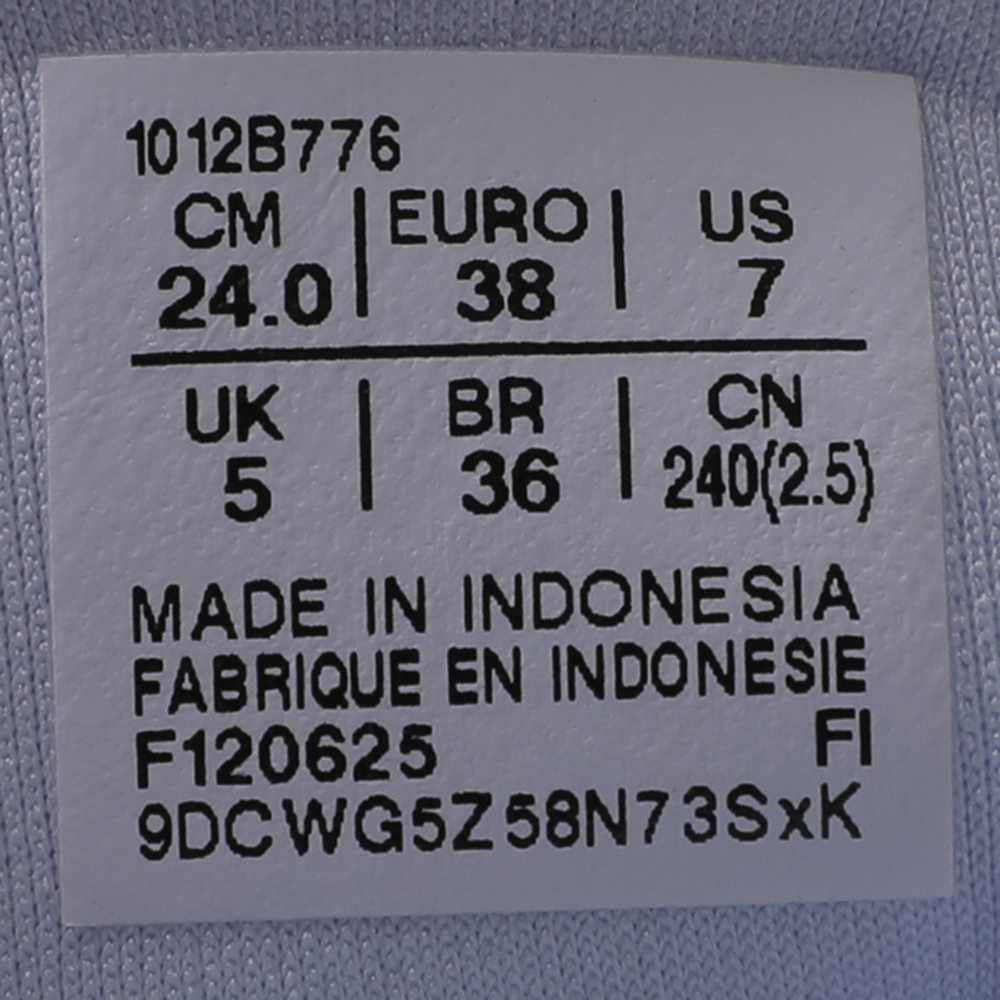 1012B776
CM | EURO | US
24.0 | 38 | 7
UK | BR | CN
5 | 36 | 240(2.5)
MADE IN INDONESIA
FABRIQUE EN INDONESIE
F120625 FI
9DCWG5Z58N73SxK